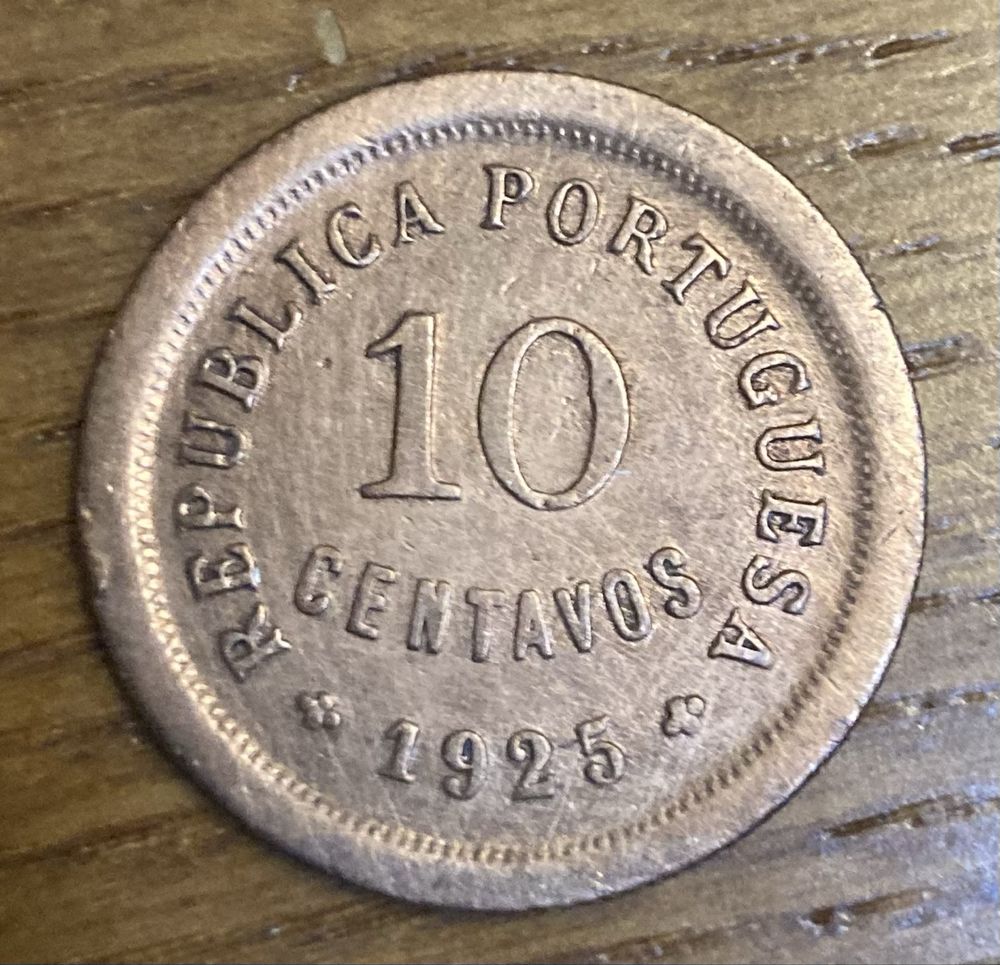 REPUBLICA PORTUGUESA
10
CENTAVOS
1925